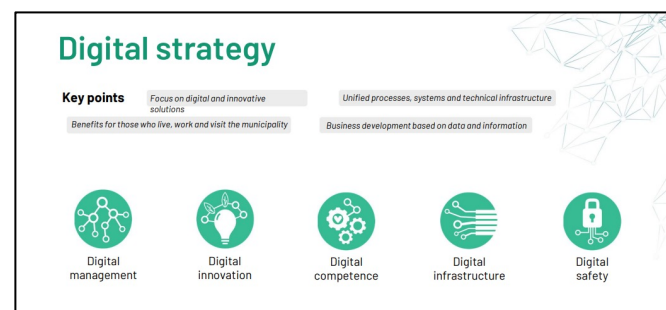 Digital strategy
Key points
Focus on digital and innovative
solutions
Unified processes, systems and technical infrastructure
Benefits for those who live, work and visit the municipality
Business development based on data and information
Digital
management
Digital
innovation
Digital
competence
Digital
infrastructure
Digital
safety